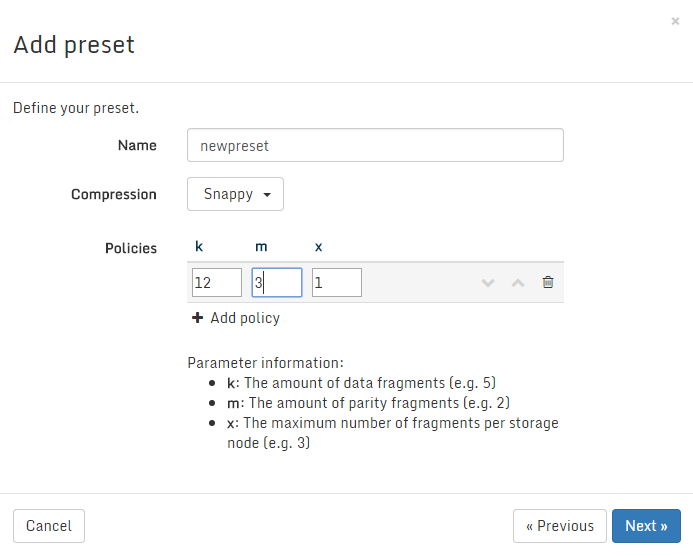 ×
Add preset
Define your preset.
Name newpreset
Compression Snappy
Policies k m x
12 3 1
+ Add policy
Parameter information:
• k: The amount of data fragments (e.g. 5)
• m: The amount of parity fragments (e.g. 2)
• x: The maximum number of fragments per storage
node (e.g. 3)
Cancel « Previous Next »